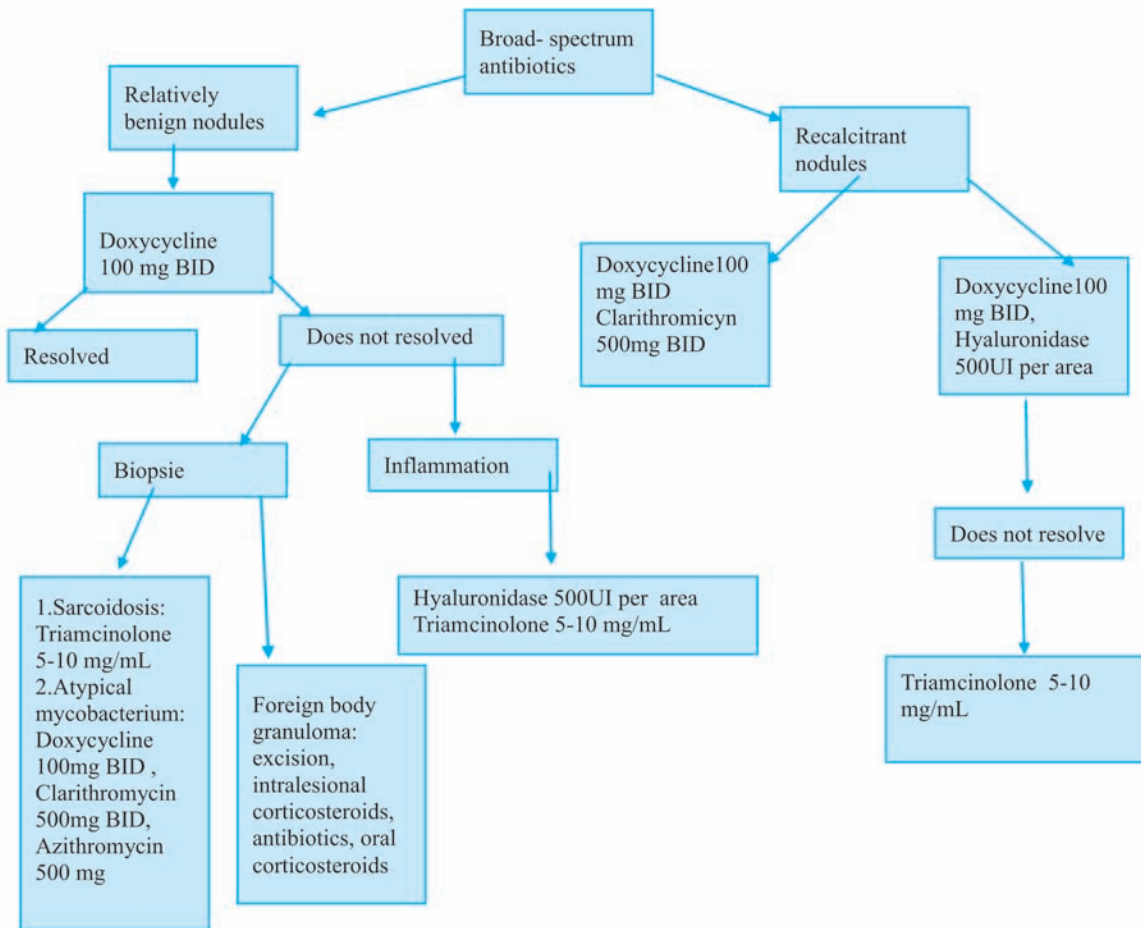 Broad- spectrum
antibiotics
Relatively
benign nodules
Recalcitrant
nodules
Doxycycline
100 mg BID
Doxycycline100
mg BID
Clarithromicyn
500mg BID
Doxycycline100
mg BID,
Hyaluronidase
500UI per area
Resolved
Does not resolved
Biopsie
Inflammation
Does not resolve
1.Sarcoidosis:
Triamcinolone
5-10 mg/mL
2.Atypical
mycobacterium:
Doxycycline
100mg BID ,
Clarithromycin
500mg BID,
Azithromycin
500 mg
Foreign body
granuloma:
excision,
intralesional
corticosteroids,
antibiotics, oral
corticosteroids
Hyaluronidase 500UI per area
Triamcinolone 5-10 mg/mL
Triamcinolone 5-10
mg/mL